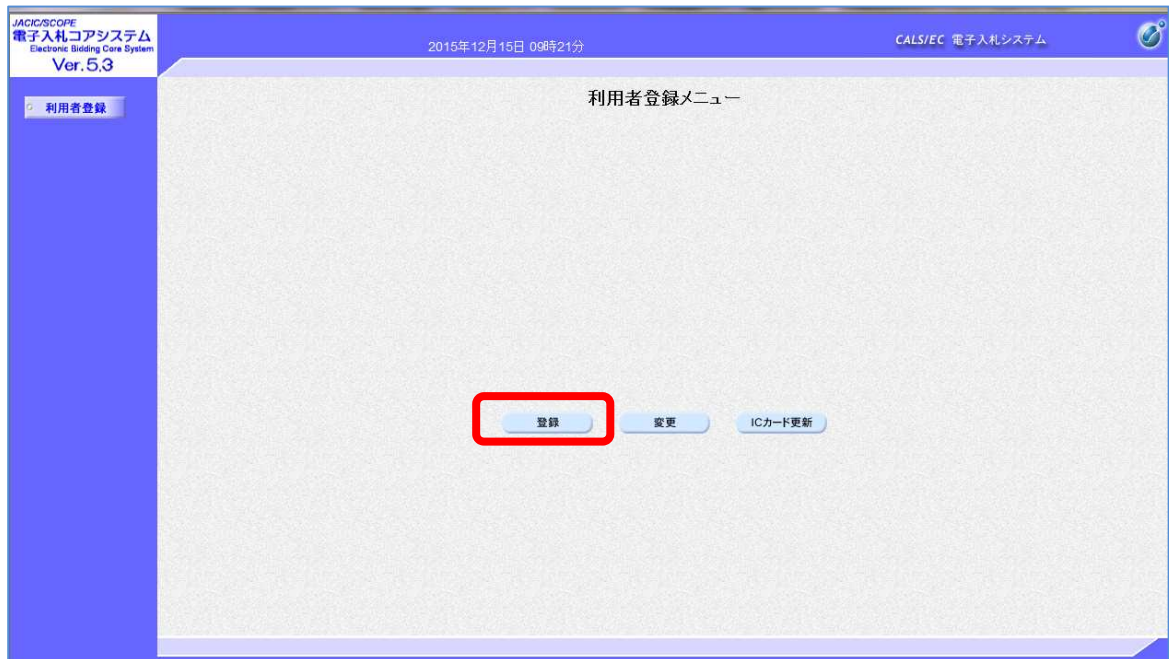 JACIC/SCOPE
電子入札コアシステム
Electronic Bidding Core System
Ver.5,3
2015年12月15日 09時21分
CALS/EC 電子入札システム
利用者登録
利用者登録メニュー
登録
変更
ICカード更新